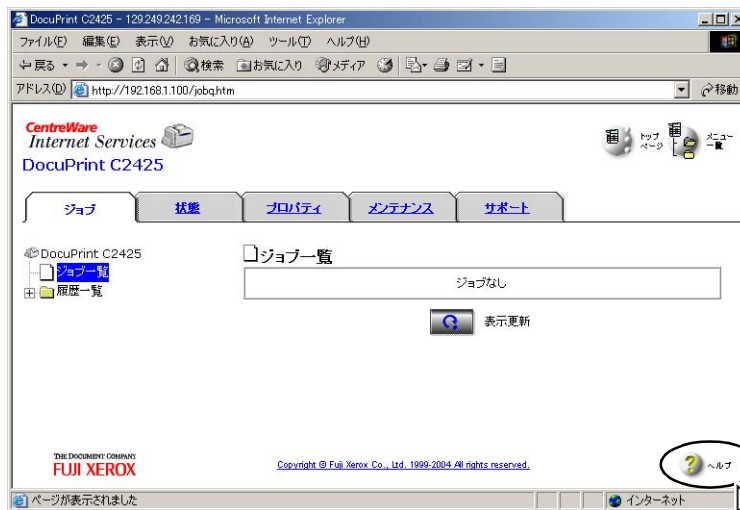 DocuPrint C2425 - 129.249.242.169 - Microsoft Internet Explorer
ファイル(F) 編集(E) 表示(V) お気に入り(A) ツール(T) ヘルプ(H)
戻る 検索 お気に入り メディア
アドレス(D) http://192.168.1.100/jobq.htm 移動
CentreWare
Internet Services
DocuPrint C2425
トップページ
メニュー一覧
ジョブ 状態 プロパティ メンテナンス サポート
DocuPrint C2425
ジョブ一覧
履歴一覧
ジョブ一覧
ジョブなし
表示更新
THE DOCUMENT COMPANY
FUJI XEROX
Copyright © Fuji Xerox Co., Ltd. 1999-2004 All rights reserved.
ヘルプ
ページが表示されました インターネット